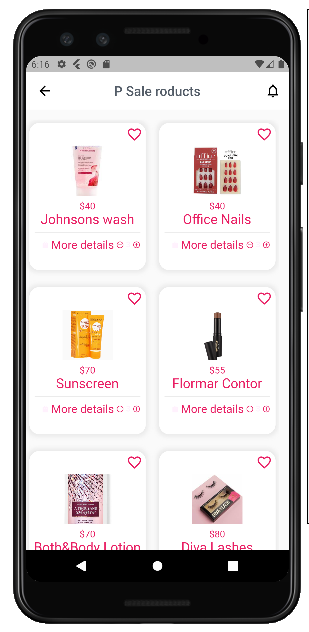 6:16
P Sale roducts
$40
Johnsons wash
More details
office
$40
Office Nails
More details
$70
Sunscreen
More details
$55
Flormar Contor
More details
$70
Both&Body Lotion
$80
Diva Lashes